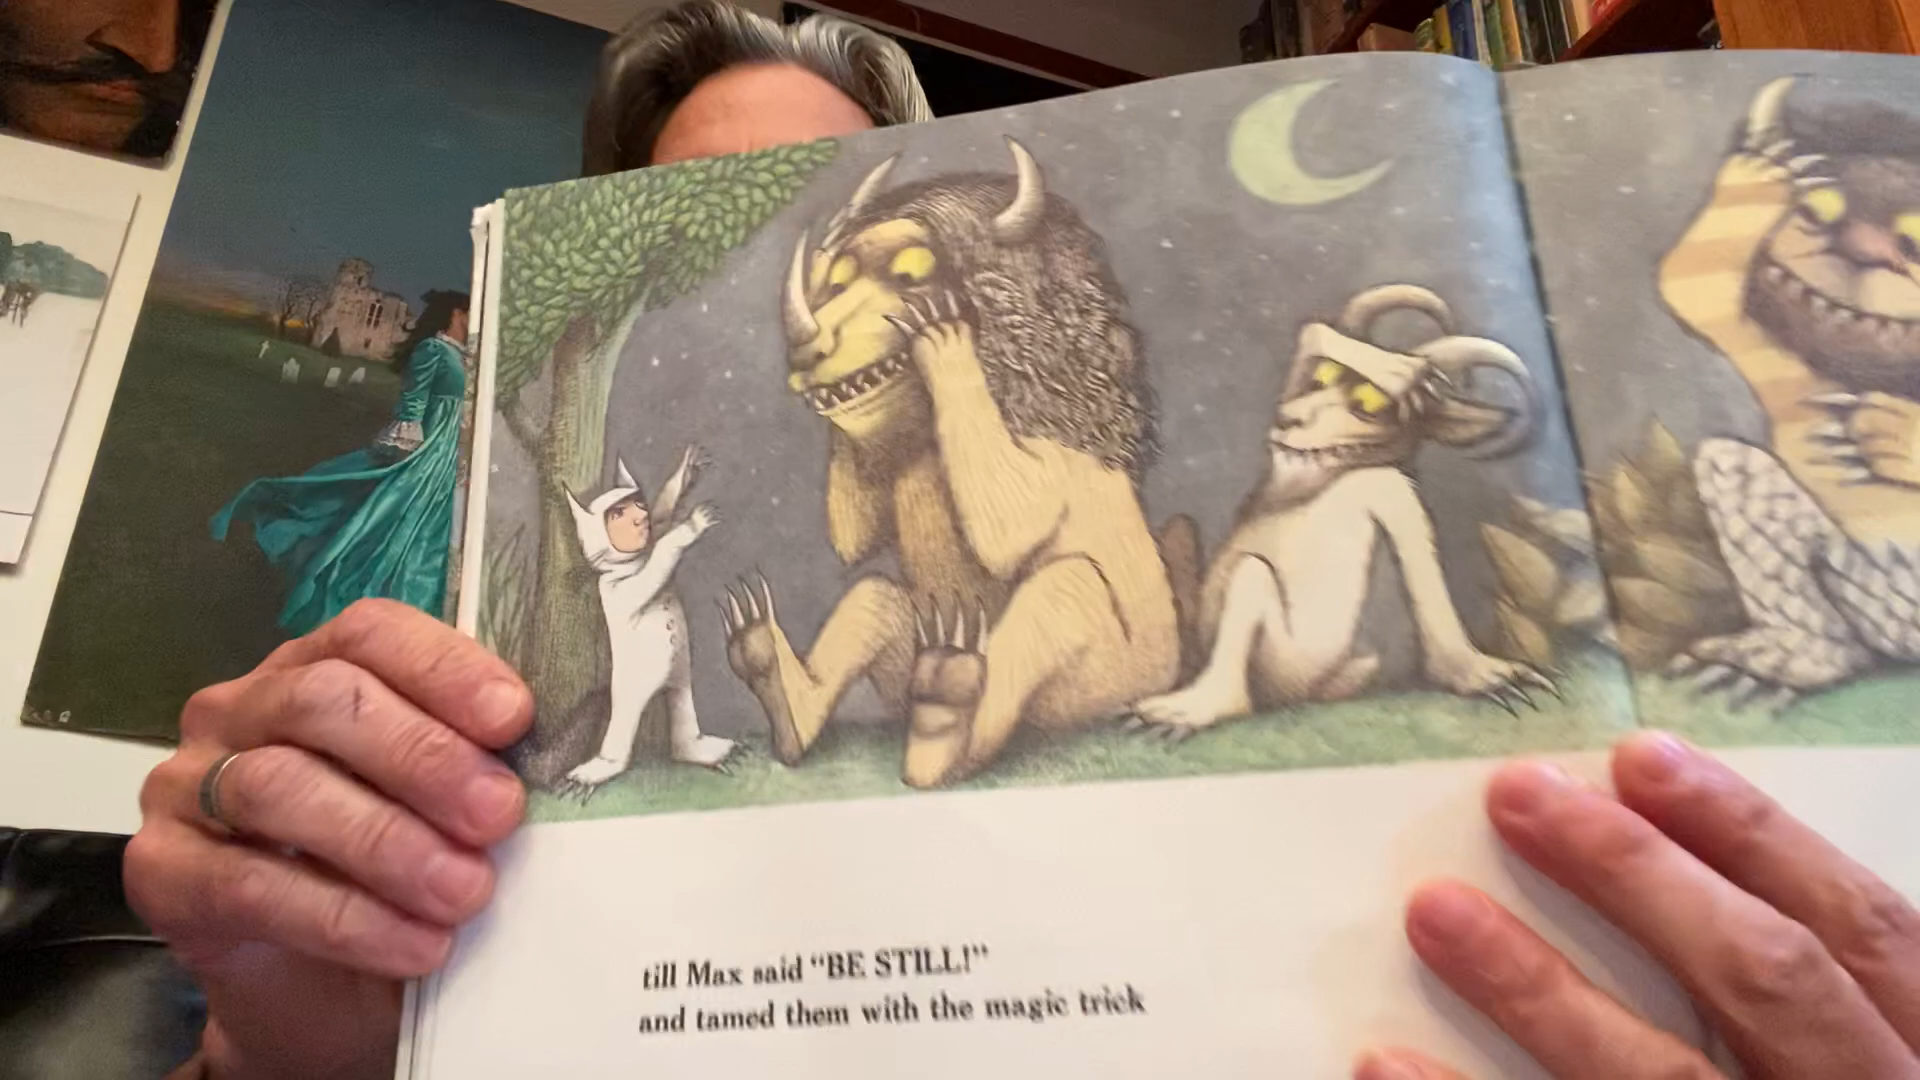 till Max said “BE STILL!”
and tamed them with the magic trick